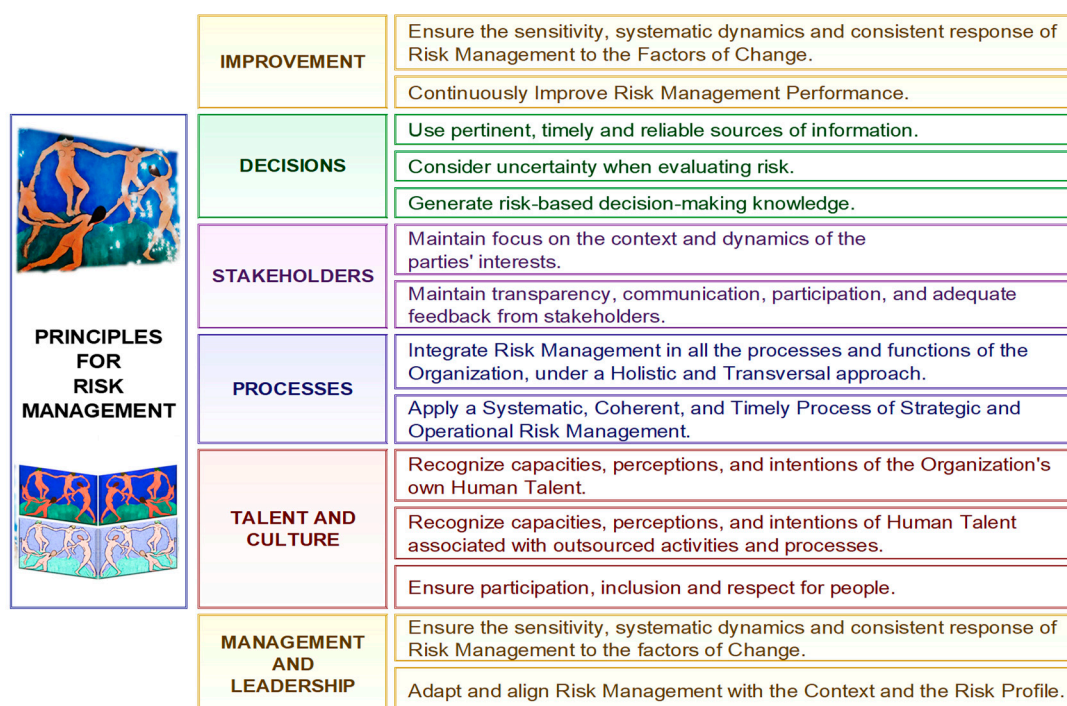 PRINCIPLES
FOR
RISK
MANAGEMENT
IMPROVEMENT
Ensure the sensitivity, systematic dynamics and consistent response of
Risk Management to the Factors of Change.
Continuously Improve Risk Management Performance.
DECISIONS
Use pertinent, timely and reliable sources of information.
Consider uncertainty when evaluating risk.
Generate risk-based decision-making knowledge.
STAKEHOLDERS
Maintain focus on the context and dynamics of the
parties' interests.
Maintain transparency, communication, participation, and adequate
feedback from stakeholders.
PROCESSES
Integrate Risk Management in all the processes and functions of the
Organization, under a Holistic and Transversal approach.
Apply a Systematic, Coherent, and Timely Process of Strategic and
Operational Risk Management.
TALENT AND
CULTURE
Recognize capacities, perceptions, and intentions of the Organization's
own Human Talent.
Recognize capacities, perceptions, and intentions of Human Talent
associated with outsourced activities and processes.
Ensure participation, inclusion and respect for people.
MANAGEMENT
AND
LEADERSHIP
Ensure the sensitivity, systematic dynamics and consistent response of
Risk Management to the factors of Change.
Adapt and align Risk Management with the Context and the Risk Profile.